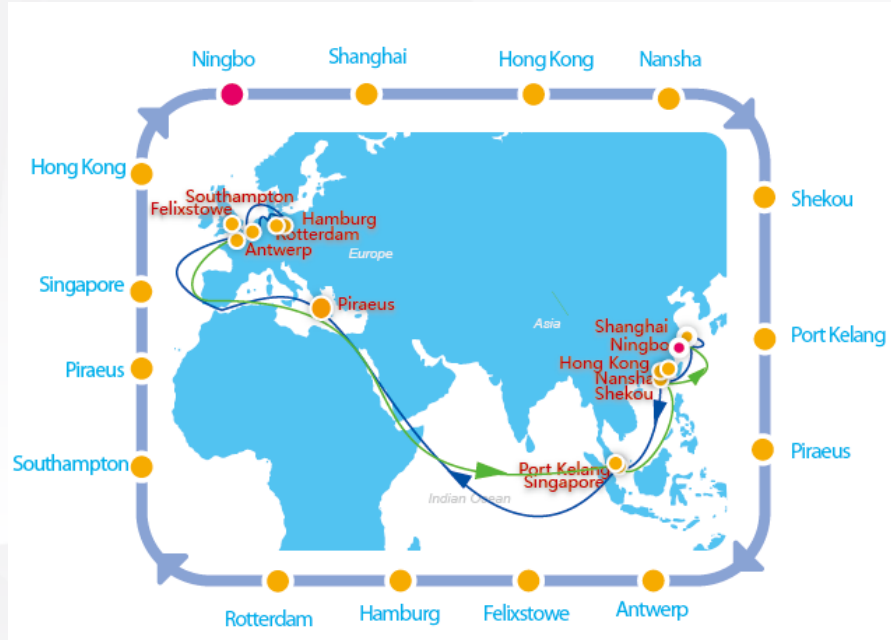 Ningbo
Shanghai
Hong Kong
Nansha
Hong Kong
Shekou
Southampton
Felixstowe
Hamburg
Rotterdam
Antwerp
Europe
Singapore
Piraeus
Asia
Shanghai
Ningbo
Port Kelang
Hong Kong
Piraeus
Nansha
Shekou
Southampton
Port Kelang
Piraeus
Singapore
Indian Ocean
Rotterdam
Hamburg
Felixstowe
Antwerp